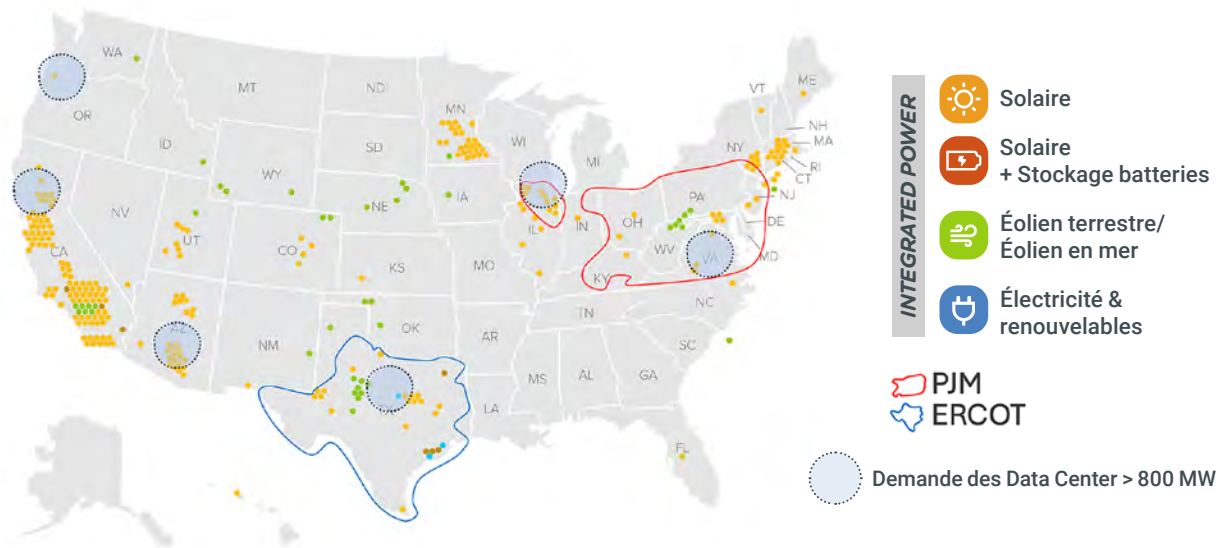 WA
MT
NDI
MN
ME
VT
OR
ID
SD
WI
MI
NY
NH
MA
RI
CT
WY
IA
NE
PA
NJ
NV
UT
CO
IL
IN
OH
DE
CA
KS
MO
WV
VA
MD
KY
AZ
NM
OK
AR
TN
NC
SC
MS
AL
GA
LA
FL
INTEGRATED POWER
Solaire
Solaire
+ Stockage batteries
Éolien terrestre/
Éolien en mer
Électricité &
renouvelables
PJM
ERCOT
Demande des Data Center > 800 MW